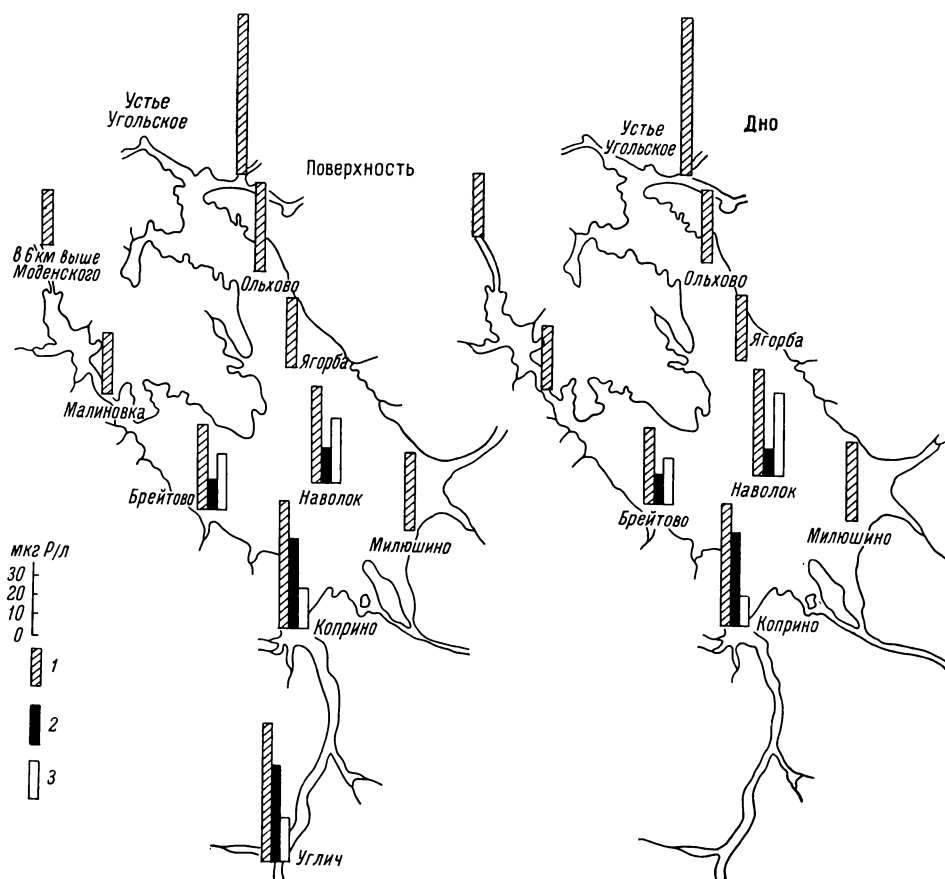 Устье
Угольское
Поверхность
в 6 км выше
Моденского
Ольхово
Ягорба
Малиновка
Брейтово
Наволок
Милюшино
Коприно
Углич
мкг Р/л
30
20
10
0
1
2
3
Устье
Угольское
Дно
Ольхово
Ягорба
Наволок
Брейтово
Милюшино
Коприно